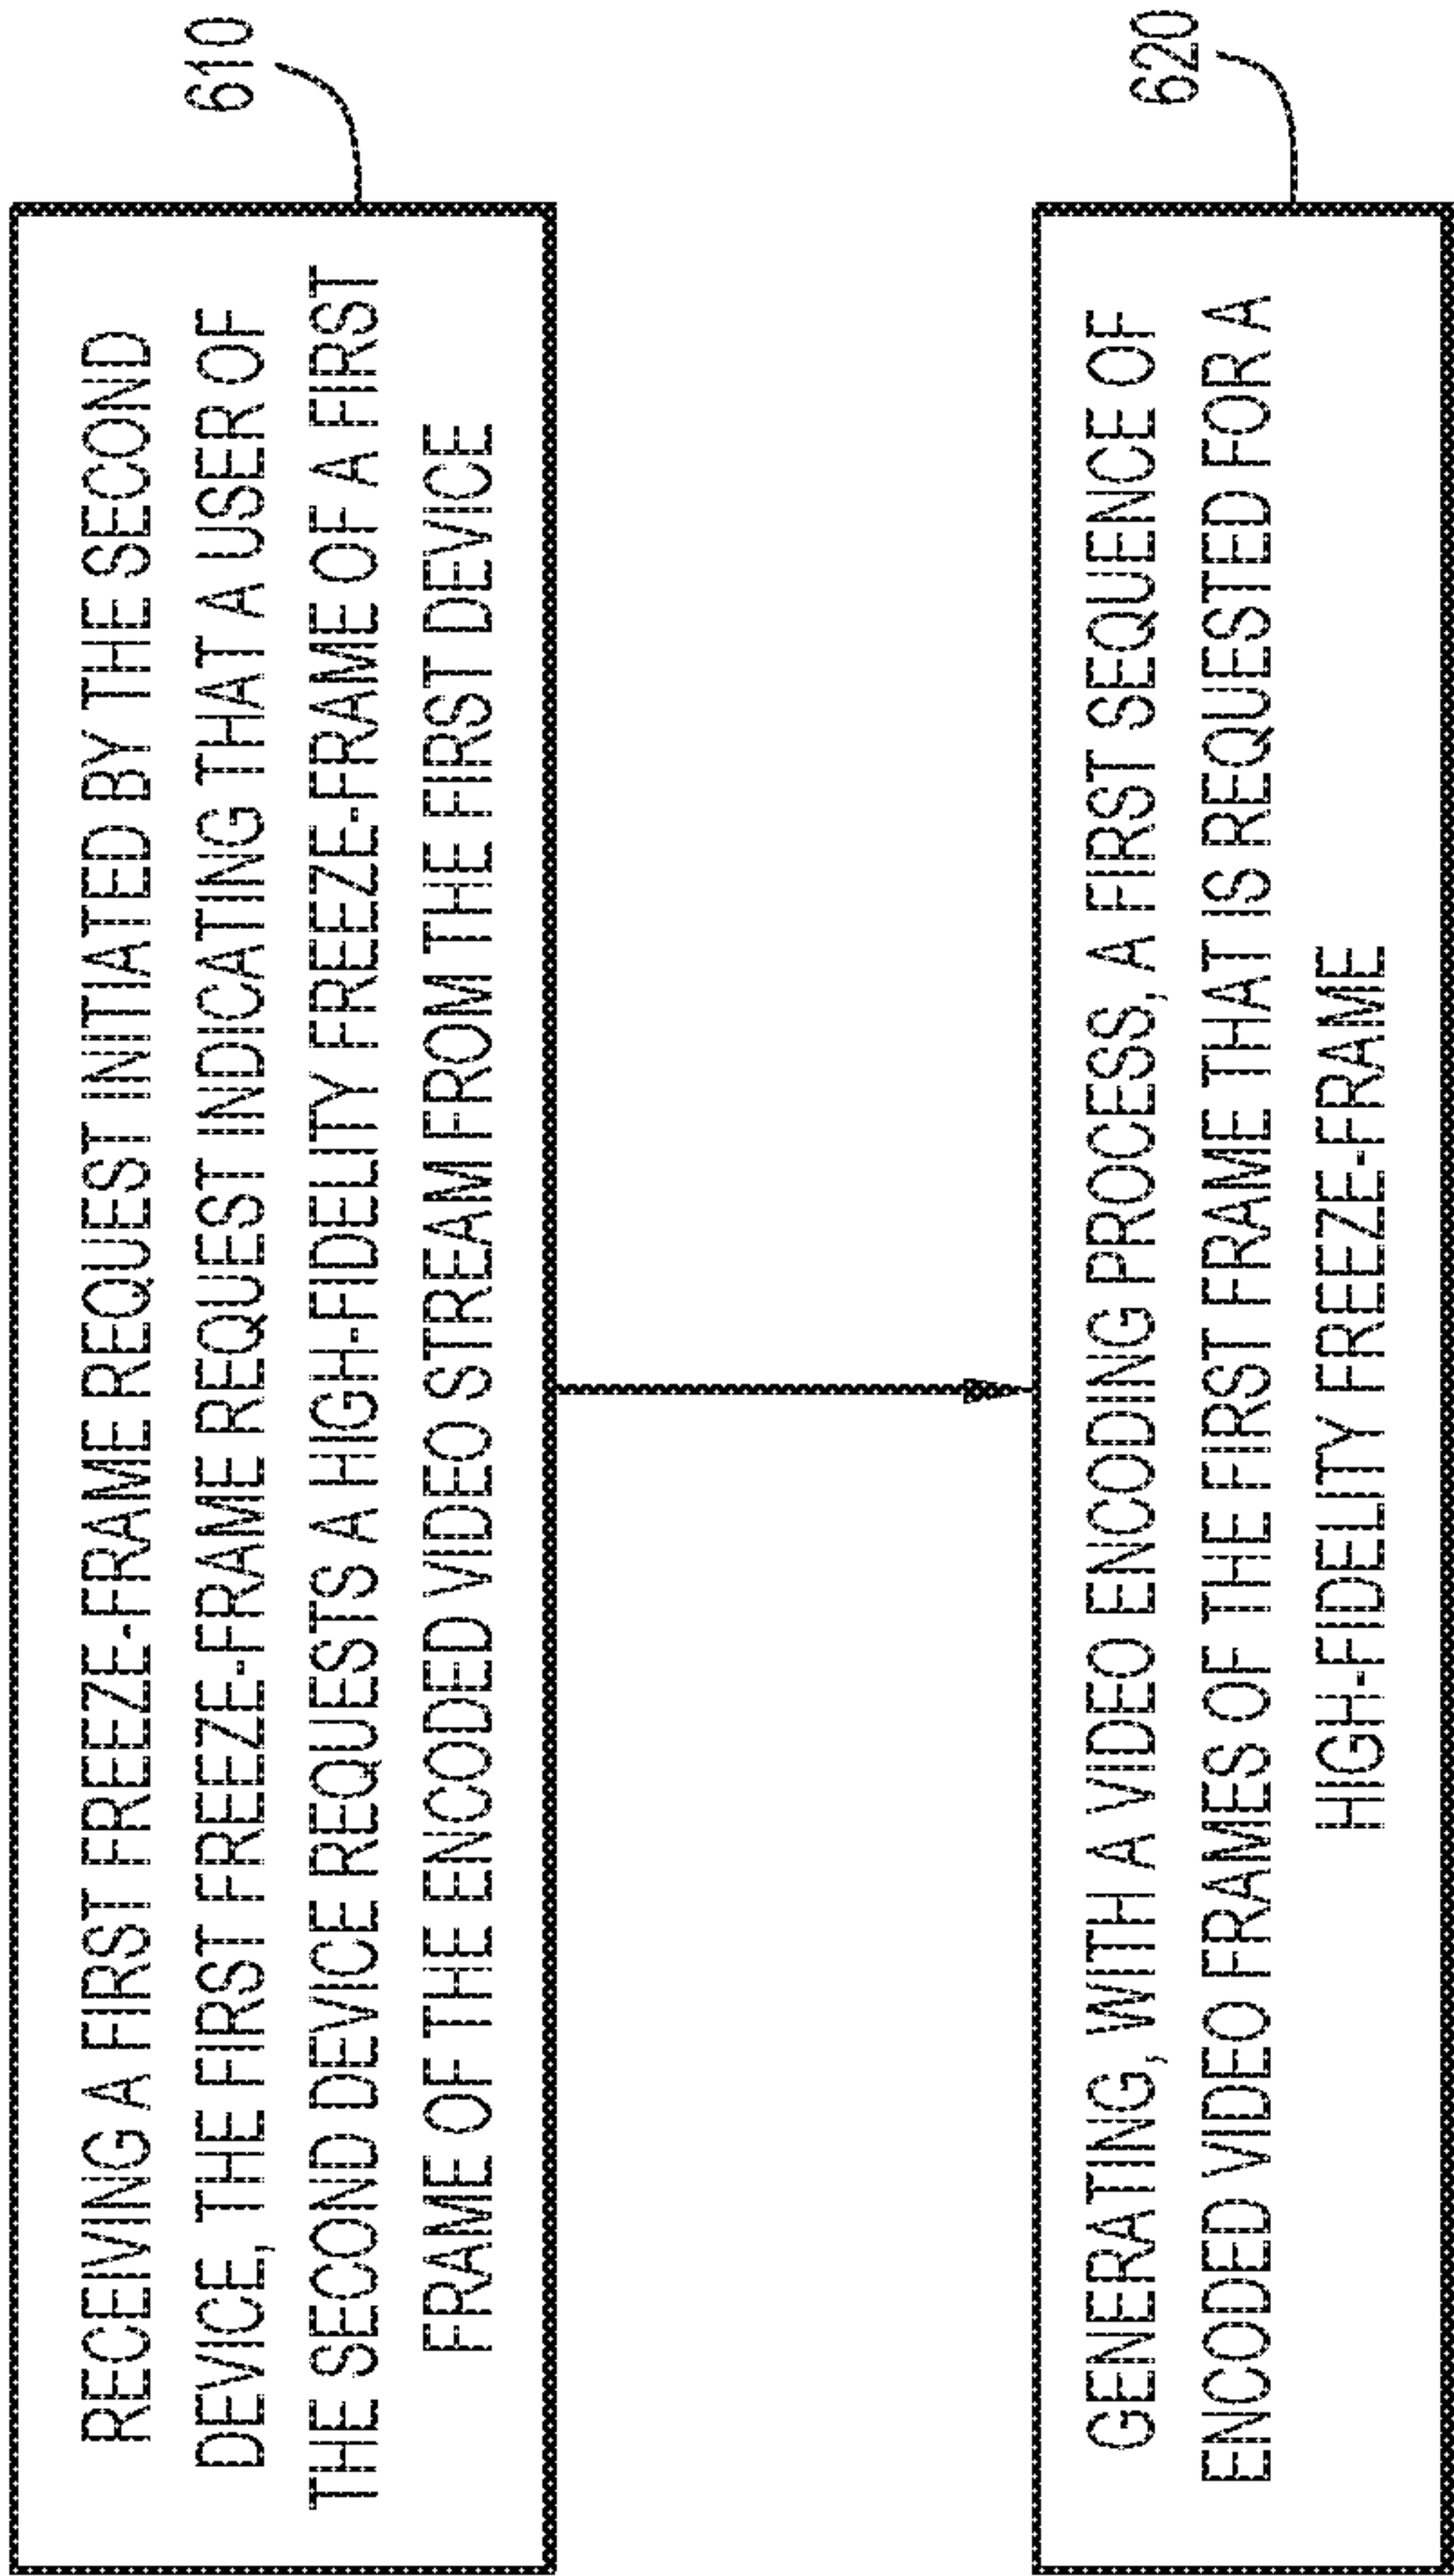 RECEIVING A FIRST FREEZE-FRAME REQUEST INITIATED BY THE SECOND
DEVICE, THE FIRST FREEZE-FRAME REQUEST INDICATING THAT A USER OF
THE SECOND DEVICE REQUESTS A HIGH-FIDELITY FREEZE-FRAME OF A FIRST
FRAME OF THE ENCODED VIDEO STREAM FROM THE FIRST DEVICE
610
GENERATING, WITH A VIDEO ENCODING PROCESS, A FIRST SEQUENCE OF
ENCODED VIDEO FRAMES OF THE FIRST FRAME THAT IS REQUESTED FOR A
HIGH-FIDELITY FREEZE-FRAME
620